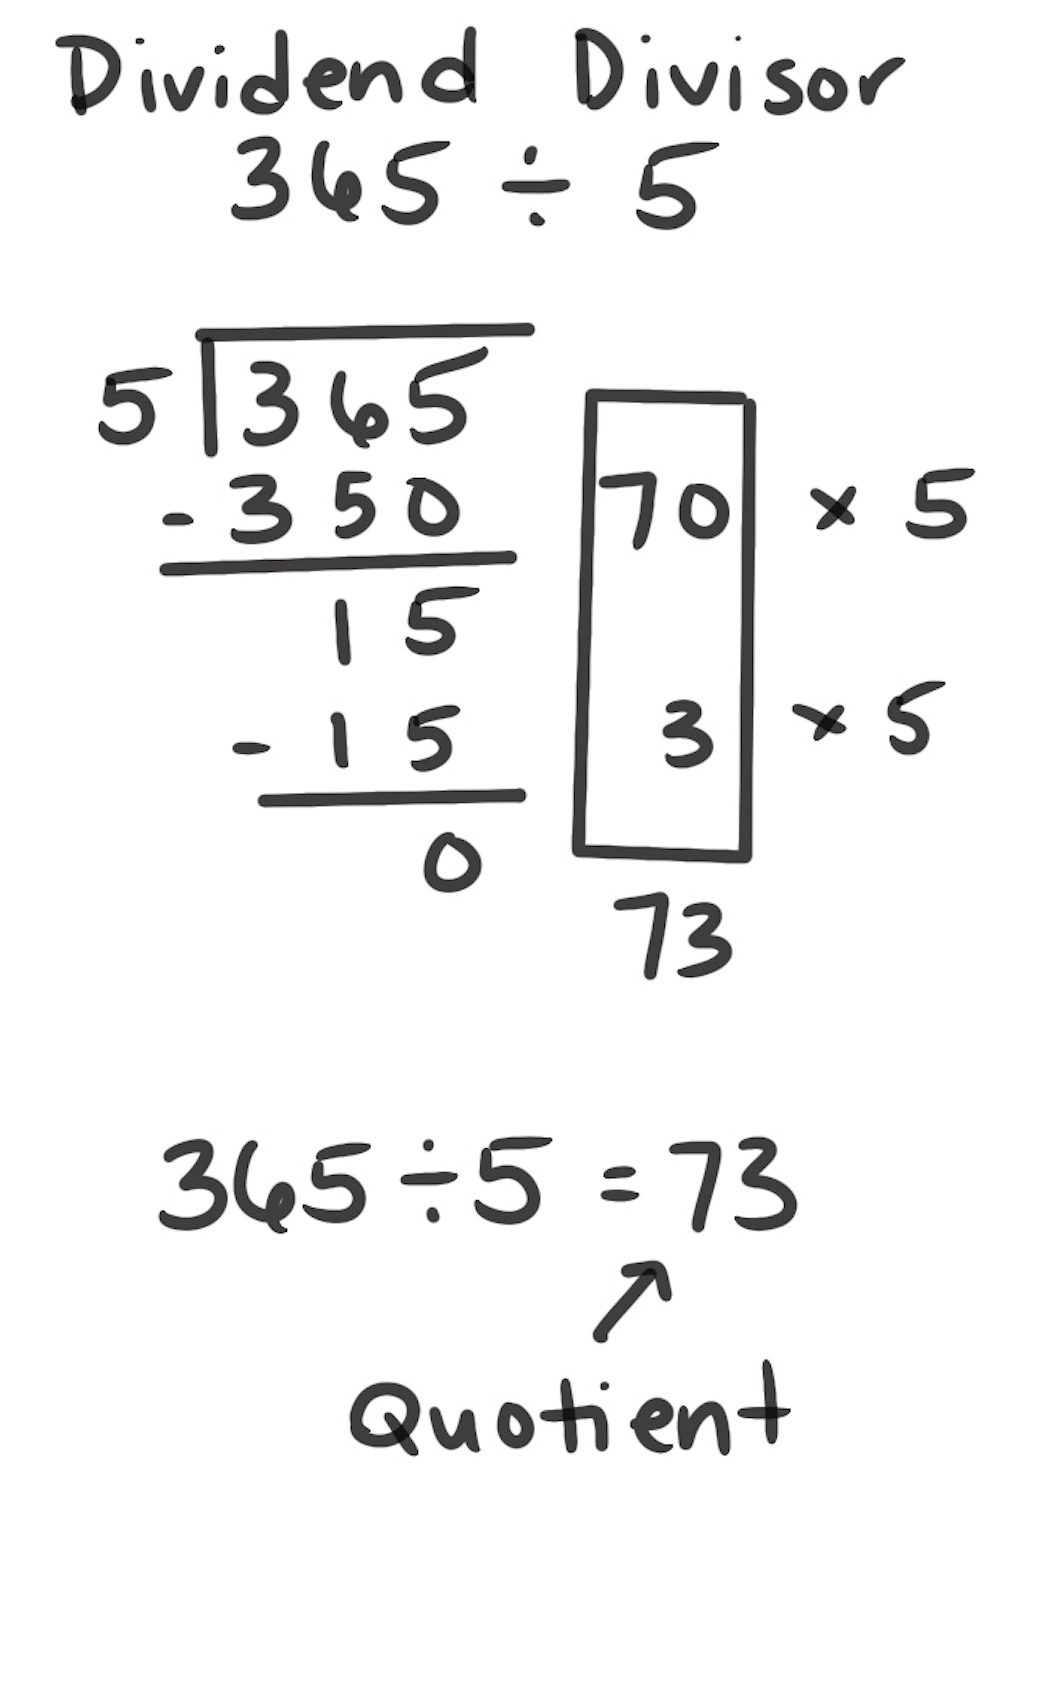 Dividend Divisor
365 ÷ 5
5 365
- 350 70 × 5
15
- 15 3 × 5
0
73
365 ÷ 5 = 73
Quotient